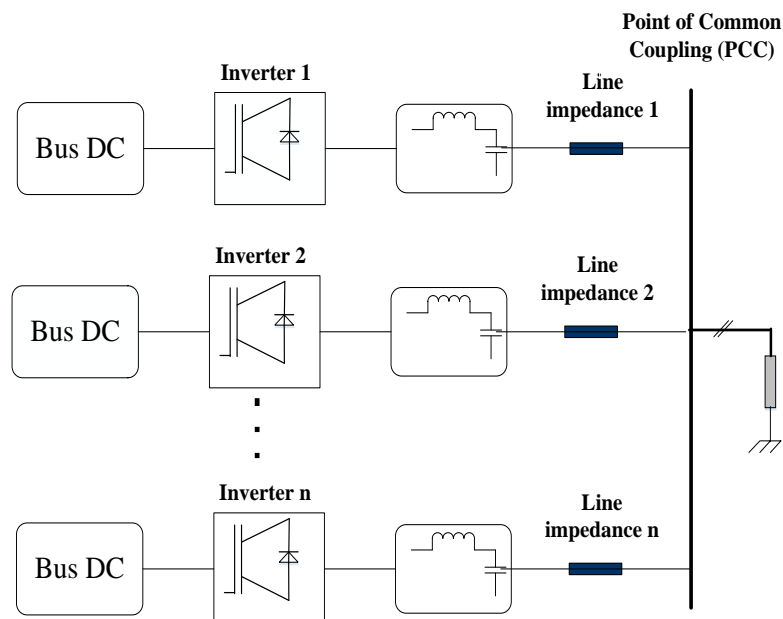 Point of Common
Coupling (PCC)
Inverter 1
Line
impedance 1
Bus DC
Inverter 2
Line
impedance 2
Bus DC
Inverter n
Line
impedance n
Bus DC